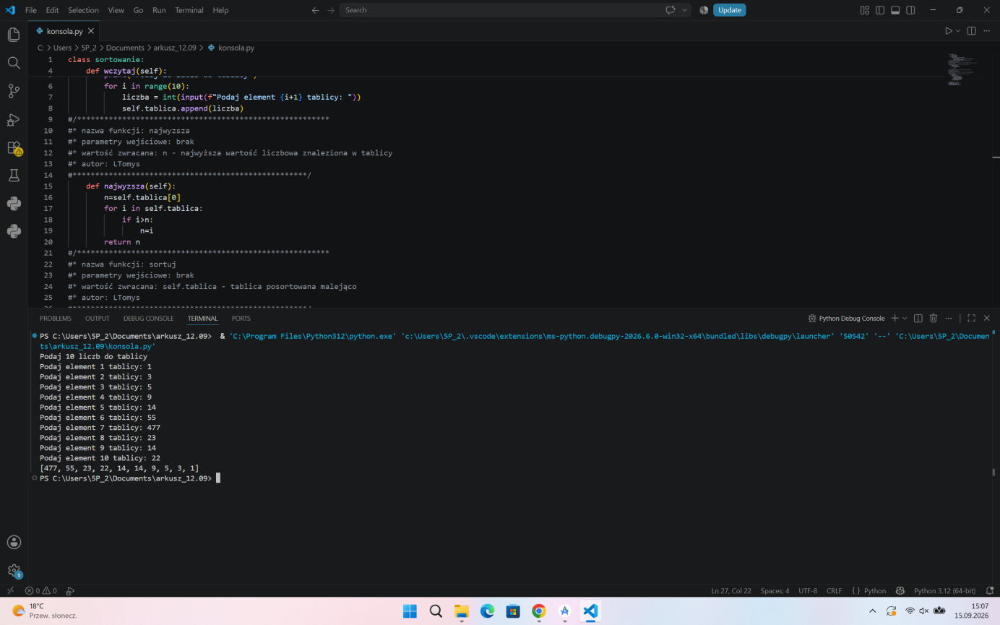 File Edit Selection View Go Run Terminal Help
Search
Update
konsola.py
C: > Users > 5P_2 > Documents > arkusz_12.09 > konsola.py
1 class sortowanie:
4 def wczytaj(self):
6 for i in range(10):
7 liczba = int(input(f"Podaj element {i+1} tablicy: "))
8 self.tablica.append(liczba)
9 #/*******************************************************
10 #* nazwa funkcji: najwyzsza
11 #* parametry wejściowe: brak
12 #* wartość zwracana: n - najwyższa wartość liczbowa znaleziona w tablicy
13 #* autor: LTomys
14 #****************************************************/
15 def najwyzsza(self):
16 n=self.tablica[0]
17 for i in self.tablica:
18 if i>n:
19 n=i
20 return n
21 #/*******************************************************
22 #* nazwa funkcji: sortuj
23 #* parametry wejściowe: brak
24 #* wartość zwracana: self.tablica - tablica posortowana malejąco
25 #* autor: LTomys
PROBLEMS OUTPUT DEBUG CONSOLE TERMINAL PORTS
Python Debug Console
PS C:\Users\5P_2\Documents\arkusz_12.09> & 'C:\Program Files\Python312\python.exe' 'c:\Users\5P_2\.vscode\extensions\ms-python.debugpy-2026.6.0-win32-x64\bundled\libs\debugpy\launcher' '50542' '--' 'C:\Users\5P_2\Documen
ts\arkusz_12.09\konsola.py'
Podaj 10 liczb do tablicy
Podaj element 1 tablicy: 1
Podaj element 2 tablicy: 3
Podaj element 3 tablicy: 5
Podaj element 4 tablicy: 9
Podaj element 5 tablicy: 14
Podaj element 6 tablicy: 55
Podaj element 7 tablicy: 477
Podaj element 8 tablicy: 23
Podaj element 9 tablicy: 14
Podaj element 10 tablicy: 22
[477, 55, 23, 22, 14, 14, 9, 5, 3, 1]
PS C:\Users\5P_2\Documents\arkusz_12.09>
1
0 0
Ln 27, Col 22 Spaces: 4 UTF-8 CRLF { } Python Python 3.12 (64-bit)
18°C
Przew. słonecz.
15:07
15.09.2026